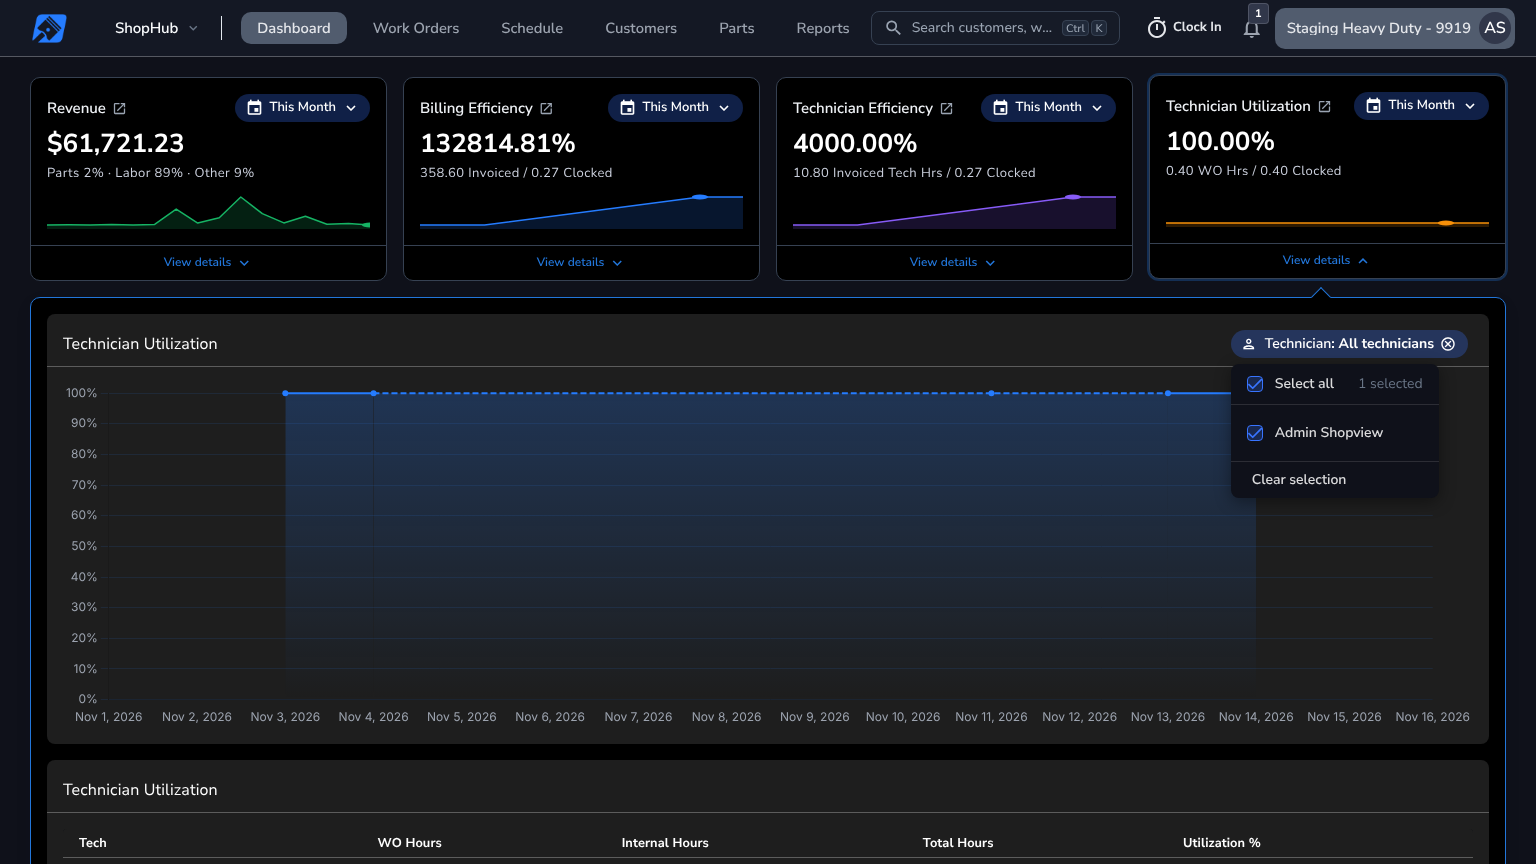 ShopHub
Dashboard
Work Orders
Schedule
Customers
Parts
Reports
Search customers, w... Ctrl K
Clock In
1
Staging Heavy Duty - 9919 AS
Revenue
This Month
$61,721.23
Parts 2% · Labor 89% · Other 9%
View details
Billing Efficiency
This Month
132814.81%
358.60 Invoiced / 0.27 Clocked
View details
Technician Efficiency
This Month
4000.00%
10.80 Invoiced Tech Hrs / 0.27 Clocked
View details
Technician Utilization
This Month
100.00%
0.40 WO Hrs / 0.40 Clocked
View details
Technician Utilization
Technician: All technicians
Select all 1 selected
Admin Shopview
Clear selection
100%
90%
80%
70%
60%
50%
40%
30%
20%
10%
0%
Nov 1, 2026 Nov 2, 2026 Nov 3, 2026 Nov 4, 2026 Nov 5, 2026 Nov 6, 2026 Nov 7, 2026 Nov 8, 2026 Nov 9, 2026 Nov 10, 2026 Nov 11, 2026 Nov 12, 2026 Nov 13, 2026 Nov 14, 2026 Nov 15, 2026 Nov 16, 2026
Technician Utilization
Tech WO Hours Internal Hours Total Hours Utilization %